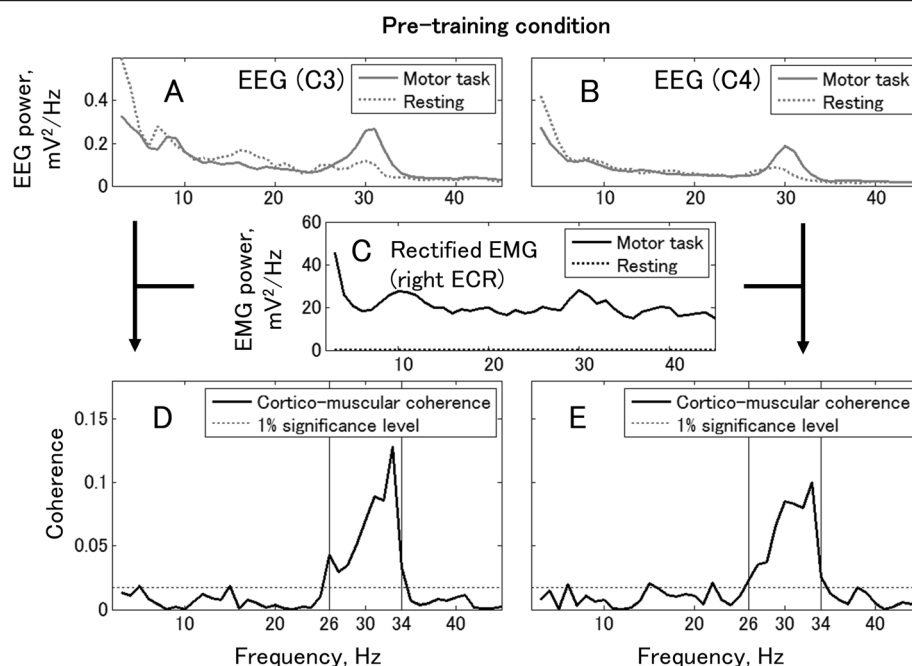 Pre-training condition
EEG power,
mV²/Hz
A
EEG (C3)
Motor task
Resting
0.4
0.2
0
10
20
30
40
B
EEG (C4)
Motor task
Resting
10
20
30
40
EMG power,
mV²/Hz
C
Rectified EMG
(right ECR)
Motor task
Resting
60
40
20
0
10
20
30
40
Coherence
D
Cortico-muscular coherence
1% significance level
0.15
0.1
0.05
0
10
26
30
34
40
Frequency, Hz
E
Cortico-muscular coherence
1% significance level
10
20
26
30
34
40
Frequency, Hz